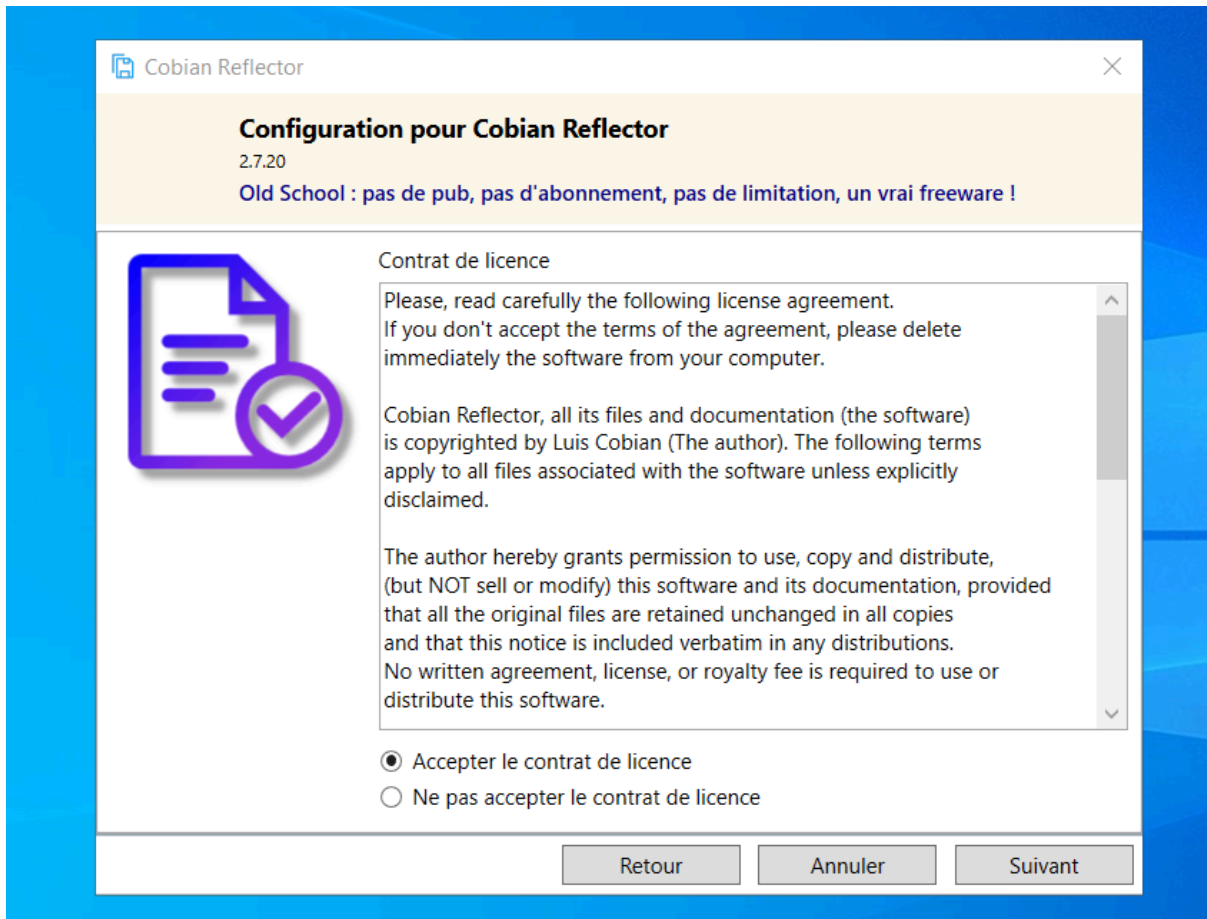 Cobian Reflector
Configuration pour Cobian Reflector
2.7.20
Old School : pas de pub, pas d'abonnement, pas de limitation, un vrai freeware !
Contrat de licence
Please, read carefully the following license agreement.
If you don't accept the terms of the agreement, please delete
immediately the software from your computer.
Cobian Reflector, all its files and documentation (the software)
is copyrighted by Luis Cobian (The author). The following terms
apply to all files associated with the software unless explicitly
disclaimed.
The author hereby grants permission to use, copy and distribute,
(but NOT sell or modify) this software and its documentation, provided
that all the original files are retained unchanged in all copies
and that this notice is included verbatim in any distributions.
No written agreement, license, or royalty fee is required to use or
distribute this software.
Accepter le contrat de licence
Ne pas accepter le contrat de licence
Retour
Annuler
Suivant